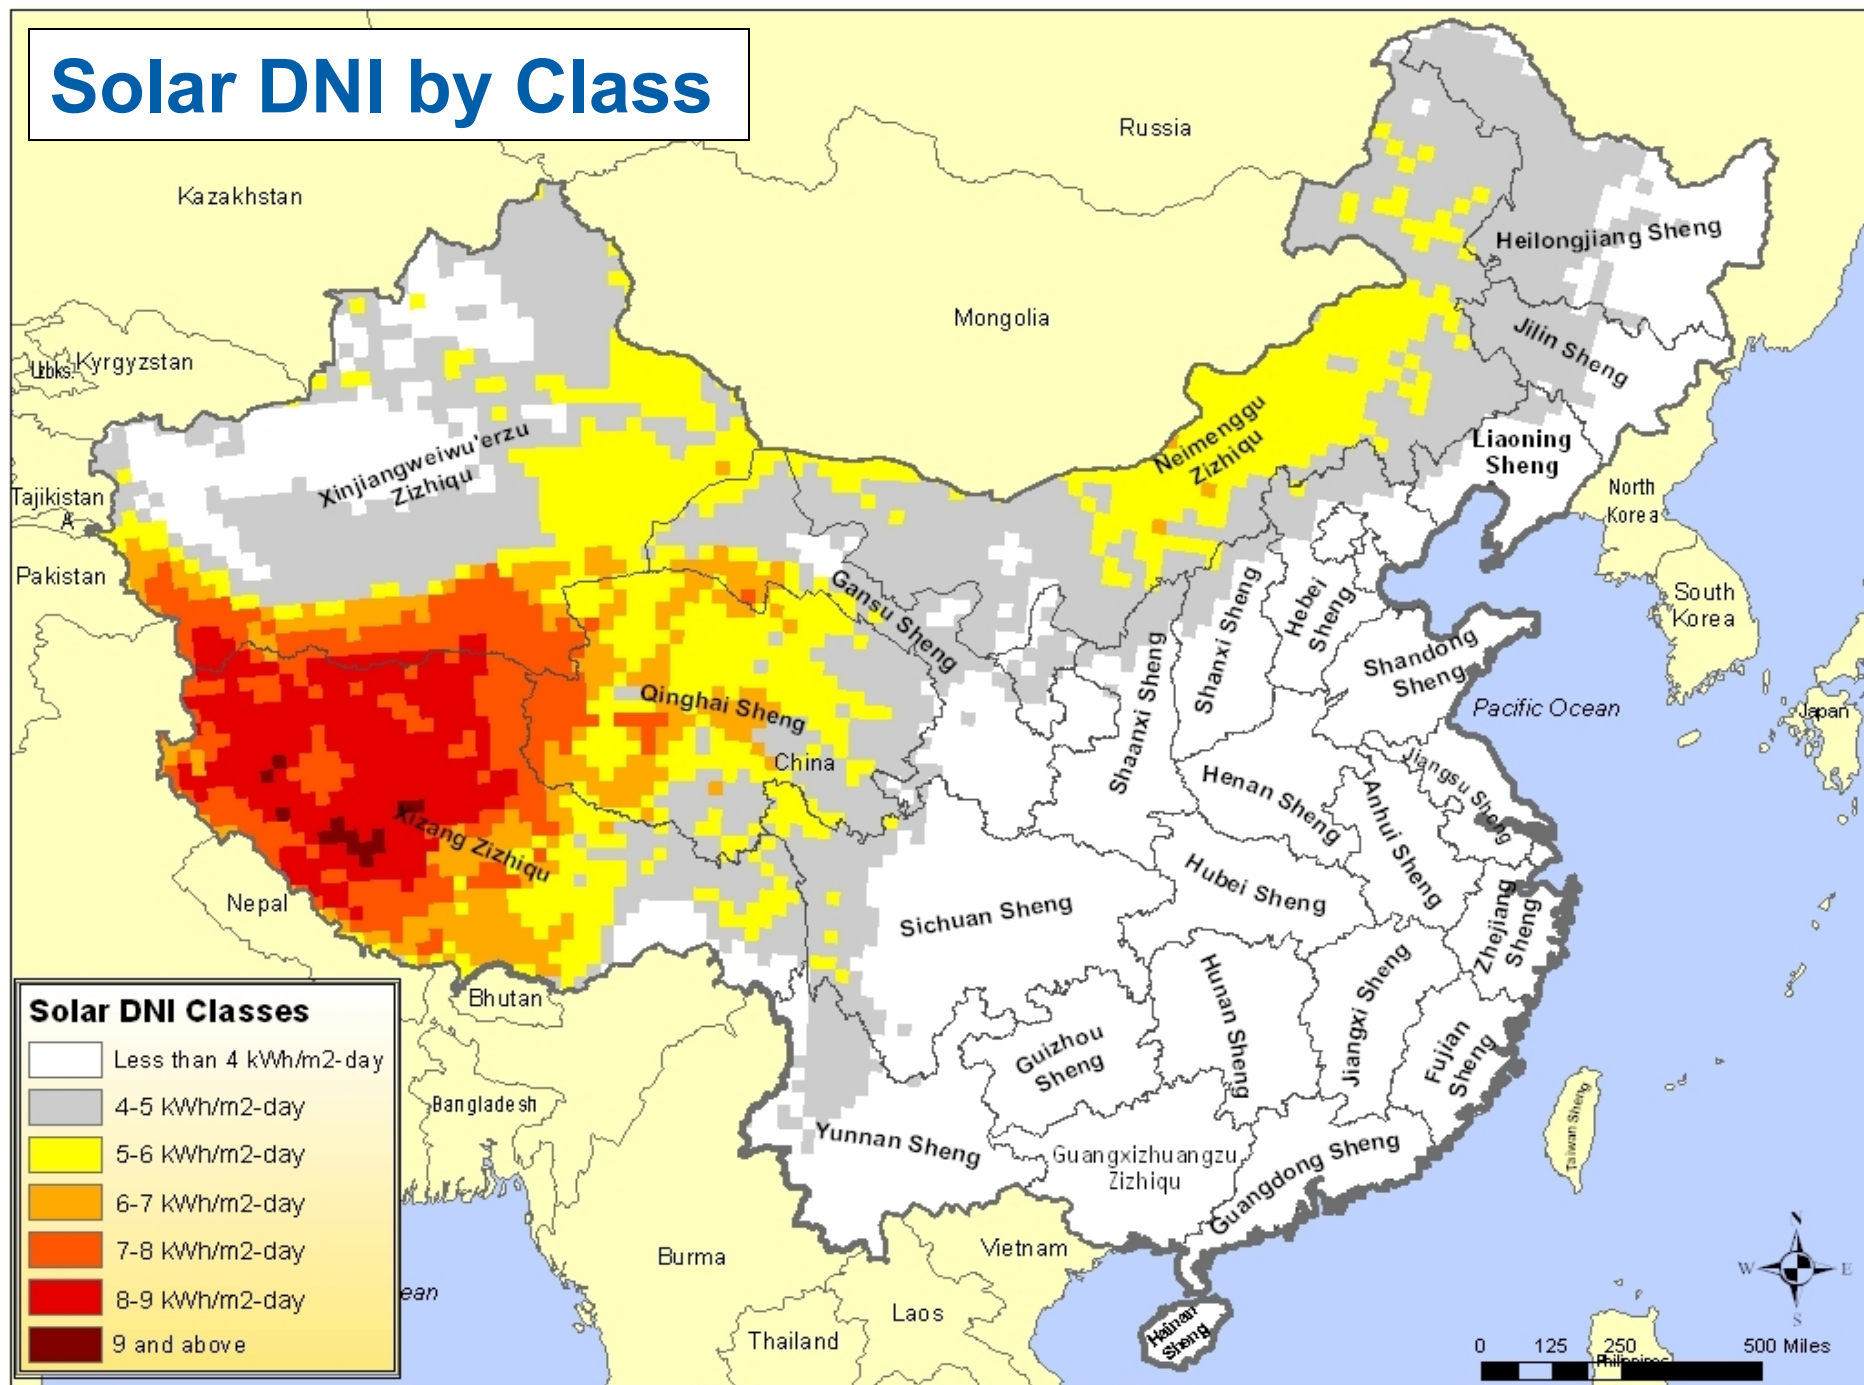 Solar DNI by Class
Russia
Kazakhstan
Mongolia
Heilongjiang Sheng
Jilin Sheng
Kyrgyzstan
Uzbks.
Liaoning
Sheng
Neimenggu
Zizhiqu
Xinjiangweiwu'erzu
Zizhiqu
Tajikistan
A
North
Korea
Pakistan
South
Korea
Gansu Sheng
Hebei
Sheng
Shanxi Sheng
Shandong
Sheng
Shaanxi Sheng
Qinghai Sheng
Pacific Ocean
Japan
China
Jiangsu Sheng
Henan Sheng
Anhui Sheng
Xizang Zizhiqu
Hubei Sheng
Nepal
Sichuan Sheng
Zhejiang
Sheng
Hunan Sheng
Jiangxi Sheng
Bhutan
Guizhou
Sheng
Fujian
Sheng
Bangladesh
Taiwan Sheng
Yunnan Sheng
Guangxizhuangzu
Zizhiqu
Guangdong Sheng
Burma
Vietnam
Laos
Thailand
Hainan
Sheng
ean
Solar DNI Classes
Less than 4 kWh/m2-day
4-5 kWh/m2-day
5-6 kWh/m2-day
6-7 kWh/m2-day
7-8 kWh/m2-day
8-9 kWh/m2-day
9 and above
N
W E
S
0 125 250 500 Miles
Philippines